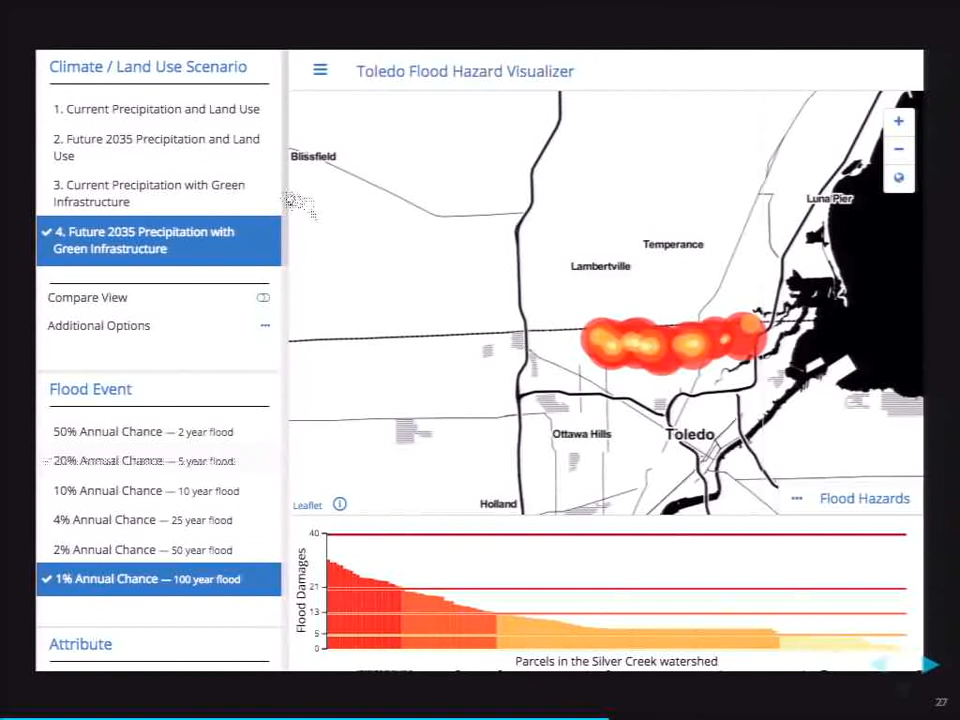 Climate / Land Use Scenario
1. Current Precipitation and Land Use
2. Future 2035 Precipitation and Land
Use
3. Current Precipitation with Green
Infrastructure
4. Future 2035 Precipitation with
Green Infrastructure
Compare View
Additional Options
Flood Event
50% Annual Chance — 2 year flood
20% Annual Chance — 5 year flood
10% Annual Chance — 10 year flood
4% Annual Chance — 25 year flood
2% Annual Chance — 50 year flood
1% Annual Chance — 100 year flood
Attribute
Toledo Flood Hazard Visualizer
Blissfield
Luna Pier
Temperance
Lambertville
Ottawa Hills
Toledo
Holland
Leaflet
Flood Hazards
Flood Damages
40
21
13
5
0
Parcels in the Silver Creek watershed
27